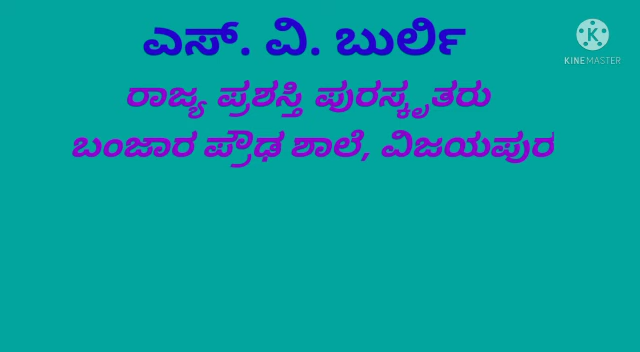 ಎಸ್. ವಿ. ಬುರ್ಲಿ
ರಾಜ್ಯ ಪ್ರಶಸ್ತಿ ಪುರಸ್ಕೃತರು
ಬಂಜಾರ ಪ್ರೌಢ ಶಾಲೆ, ವಿಜಯಪುರ
K
KINEMASTER